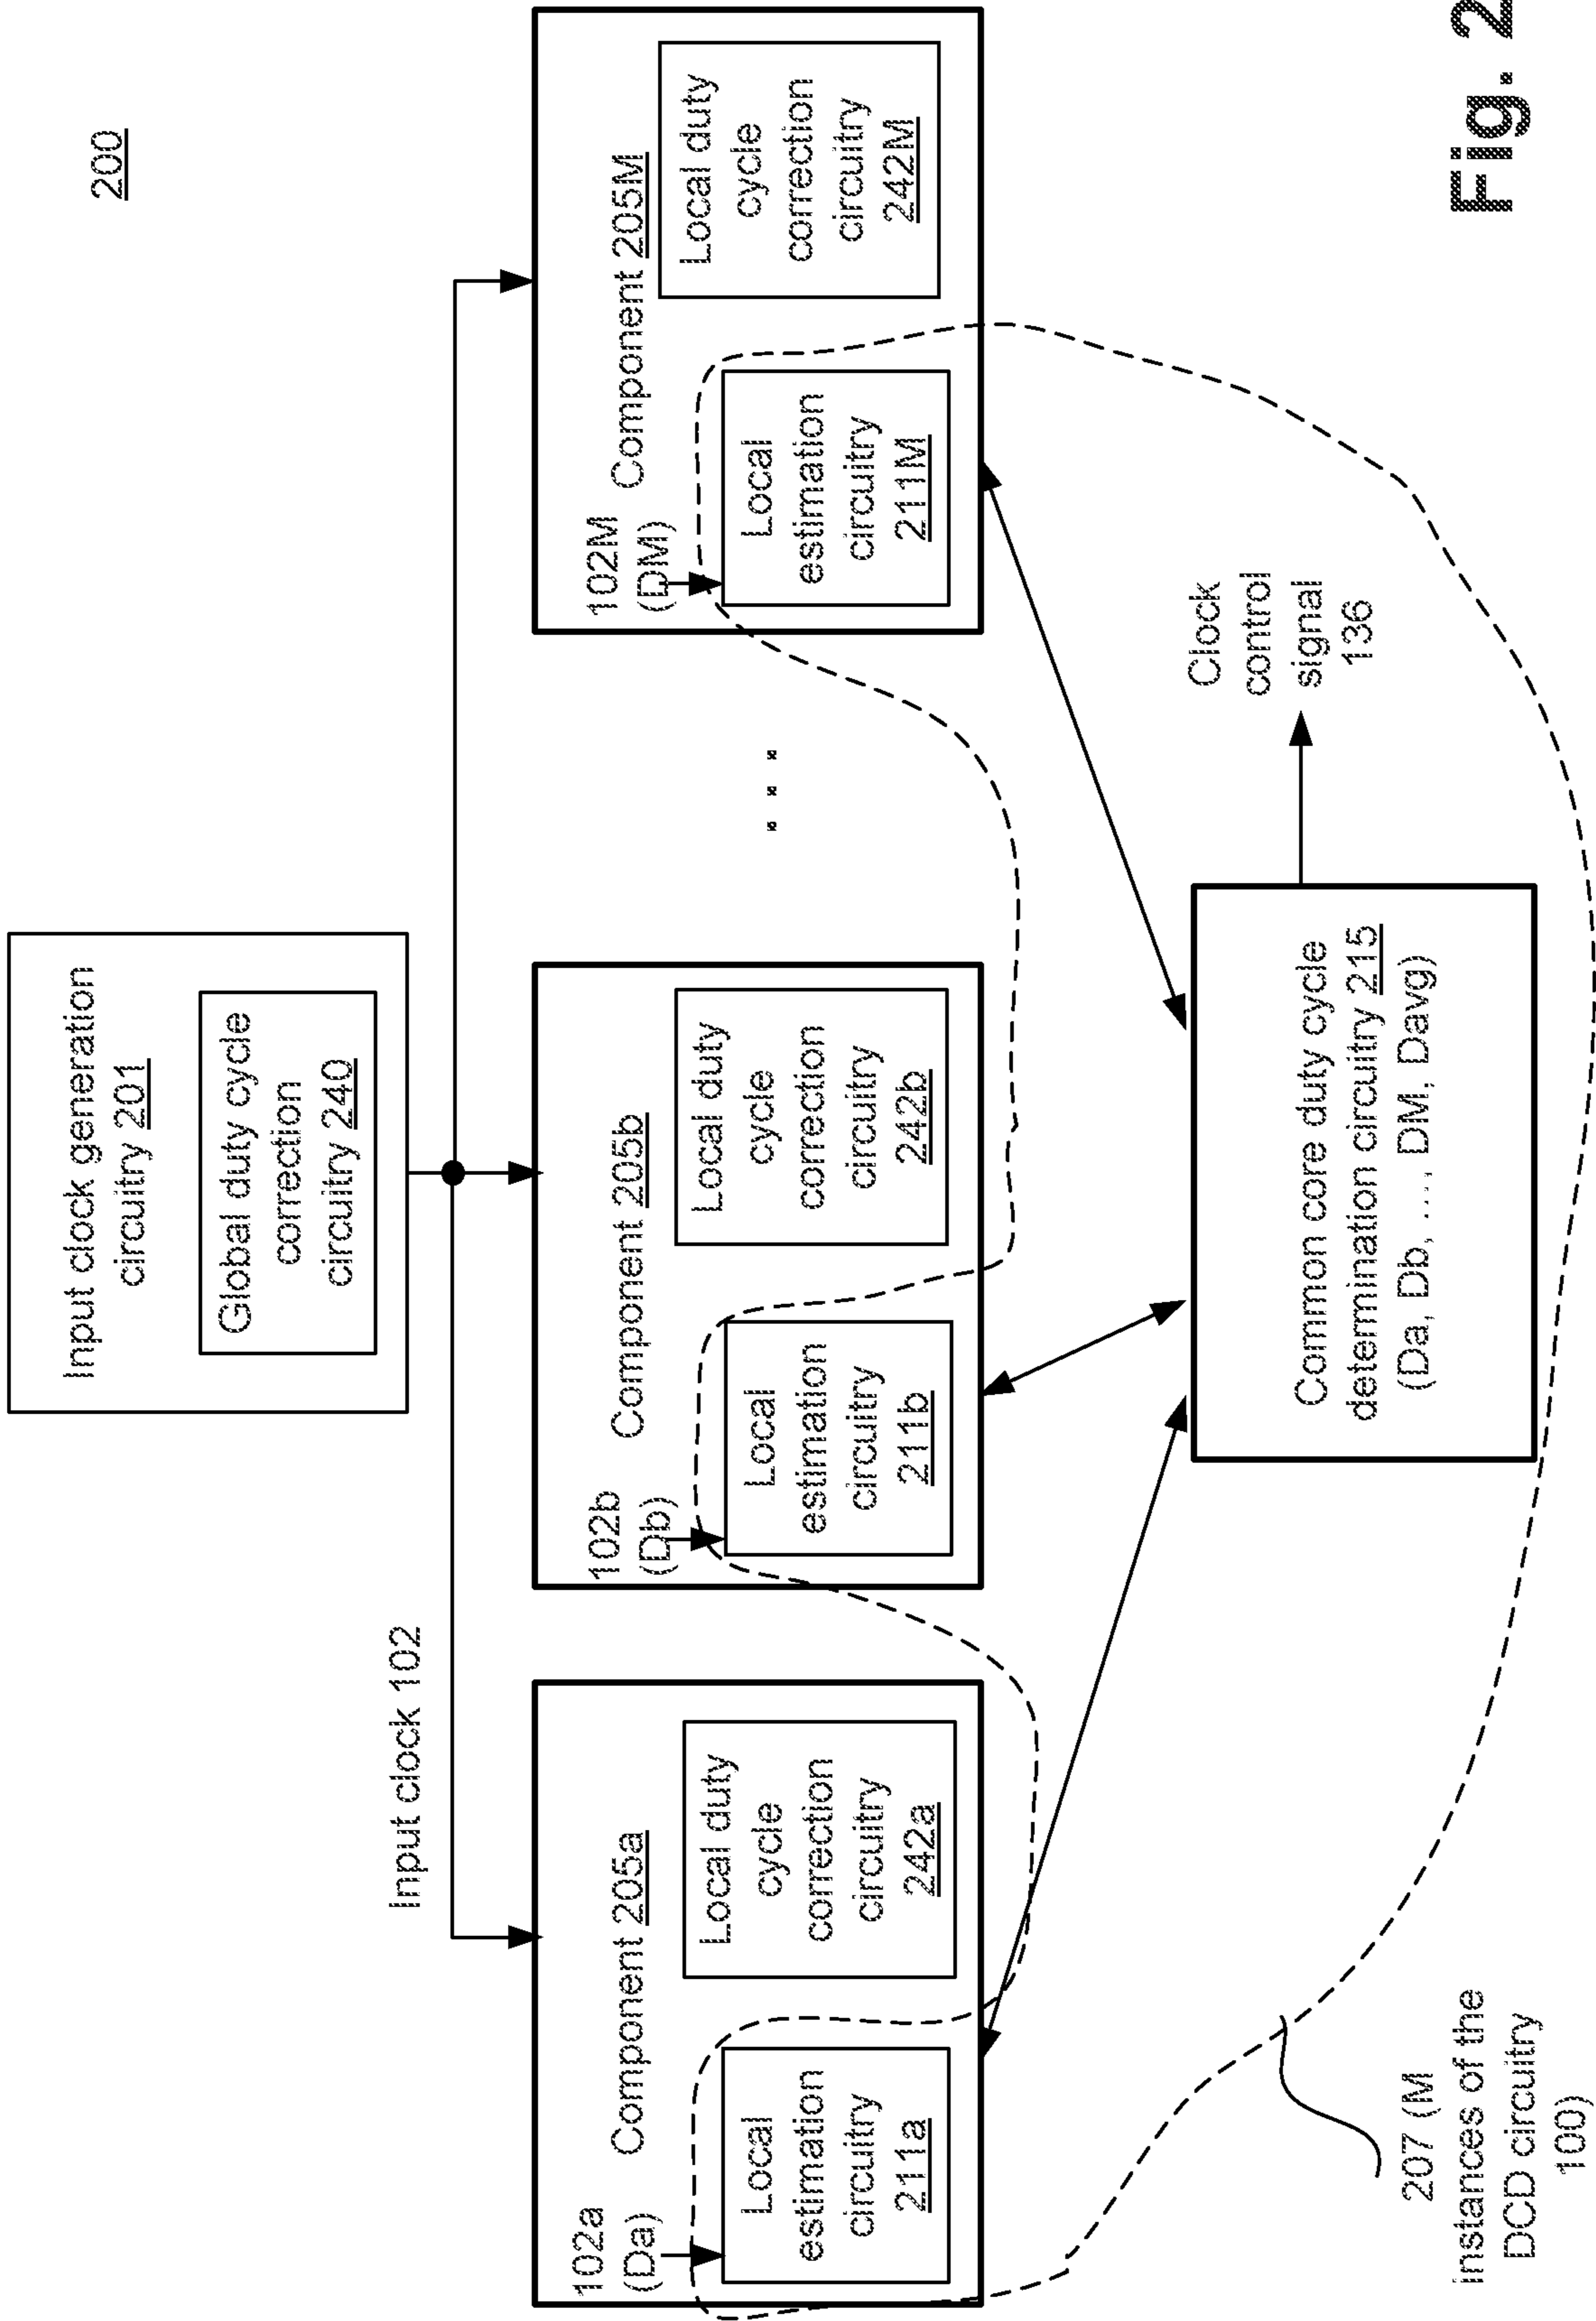 200
Input clock generation
circuitry 201
Global duty cycle
correction
circuitry 240
Input clock 102
102a
(Da)
Component 205a
Local
estimation
circuitry
211a
Local duty
cycle
correction
circuitry
242a
102b
(Db)
Component 205b
Local
estimation
circuitry
211b
Local duty
cycle
correction
circuitry
242b
. . .
102M
(DM)
Component 205M
Local
estimation
circuitry
211M
Local duty
cycle
correction
circuitry
242M
207 (M
instances of the
DCD circuitry
100)
Common core duty cycle
determination circuitry 215
(Da, Db, ..., DM, Davg)
Clock
control
signal
136
Fig. 2